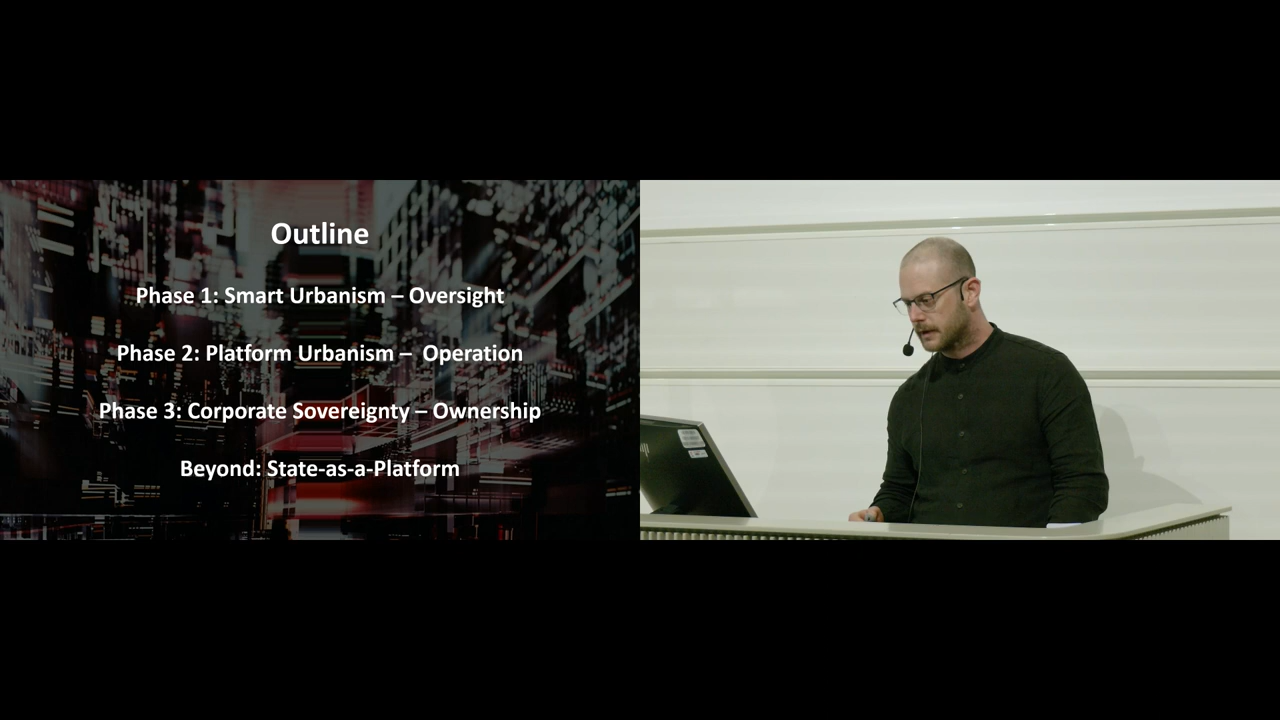 Outline
Phase 1: Smart Urbanism – Oversight
Phase 2: Platform Urbanism – Operation
Phase 3: Corporate Sovereignty – Ownership
Beyond: State-as-a-Platform